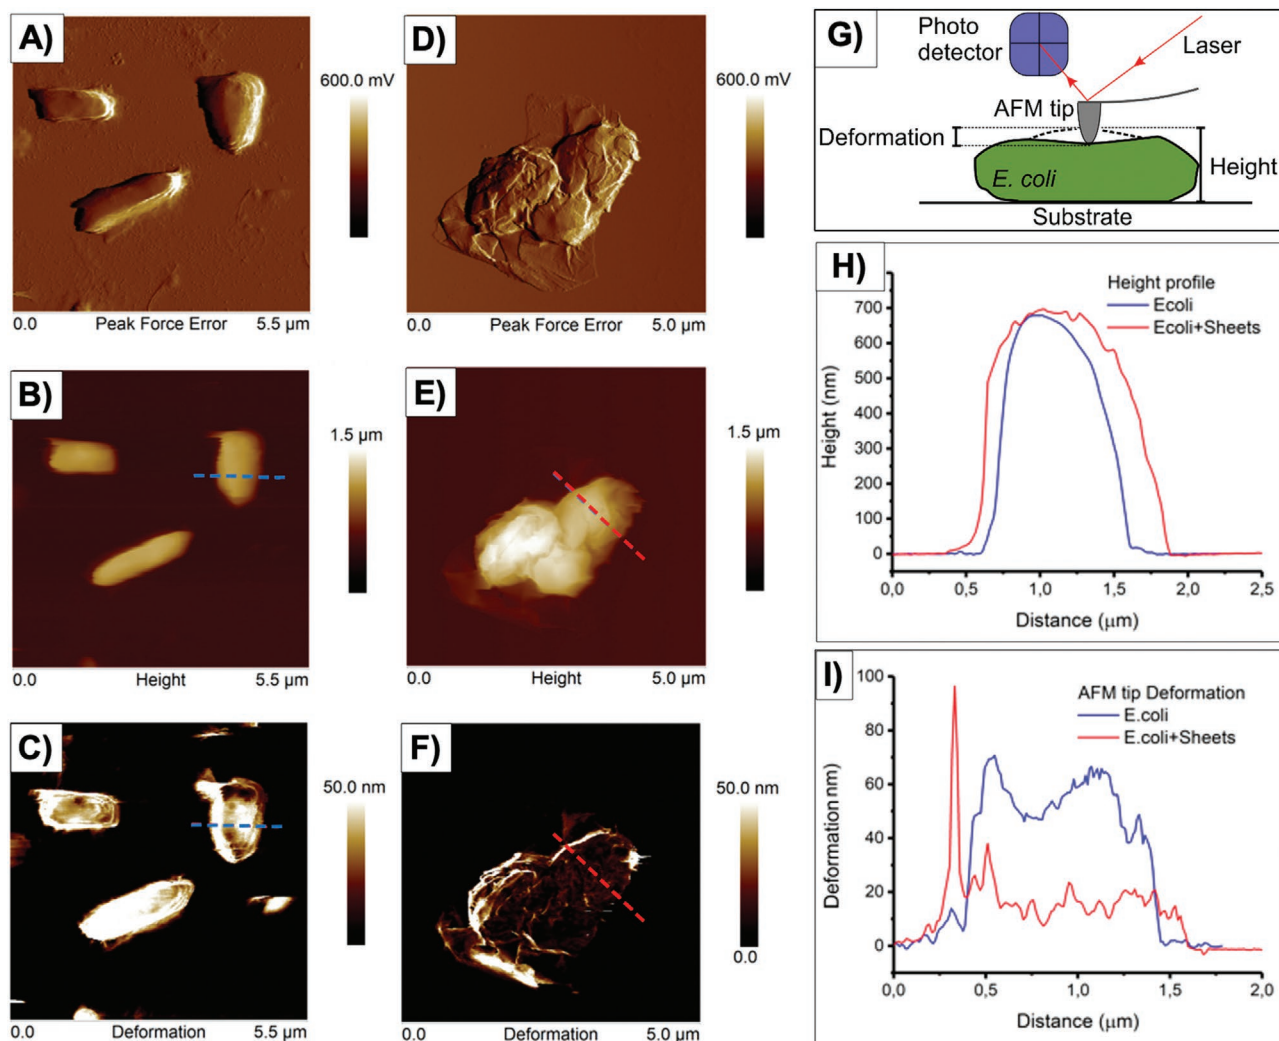 A)
600.0 mV
0.0 Peak Force Error 5.5 µm
B)
1.5 µm
0.0 Height 5.5 µm
C)
50.0 nm
0.0 Deformation 5.5 µm
D)
600.0 mV
0.0 Peak Force Error 5.0 µm
E)
1.5 µm
0.0 Height 5.0 µm
F)
50.0 nm
0.0
0.0 Deformation 5.0 µm
G)
Photo
detector
Laser
AFM tip
Deformation
Height
E. coli
Substrate
H)
Height profile
Ecoli
Ecoli+Sheets
700
600
500
400
300
200
100
0
Height (nm)
0,0 0,5 1,0 1,5 2,0 2,5
Distance (µm)
I)
AFM tip Deformation
E.coli
E.coli+Sheets
100
80
60
40
20
0
Deformation nm
0,0 0,5 1,0 1,5 2,0
Distance (µm)